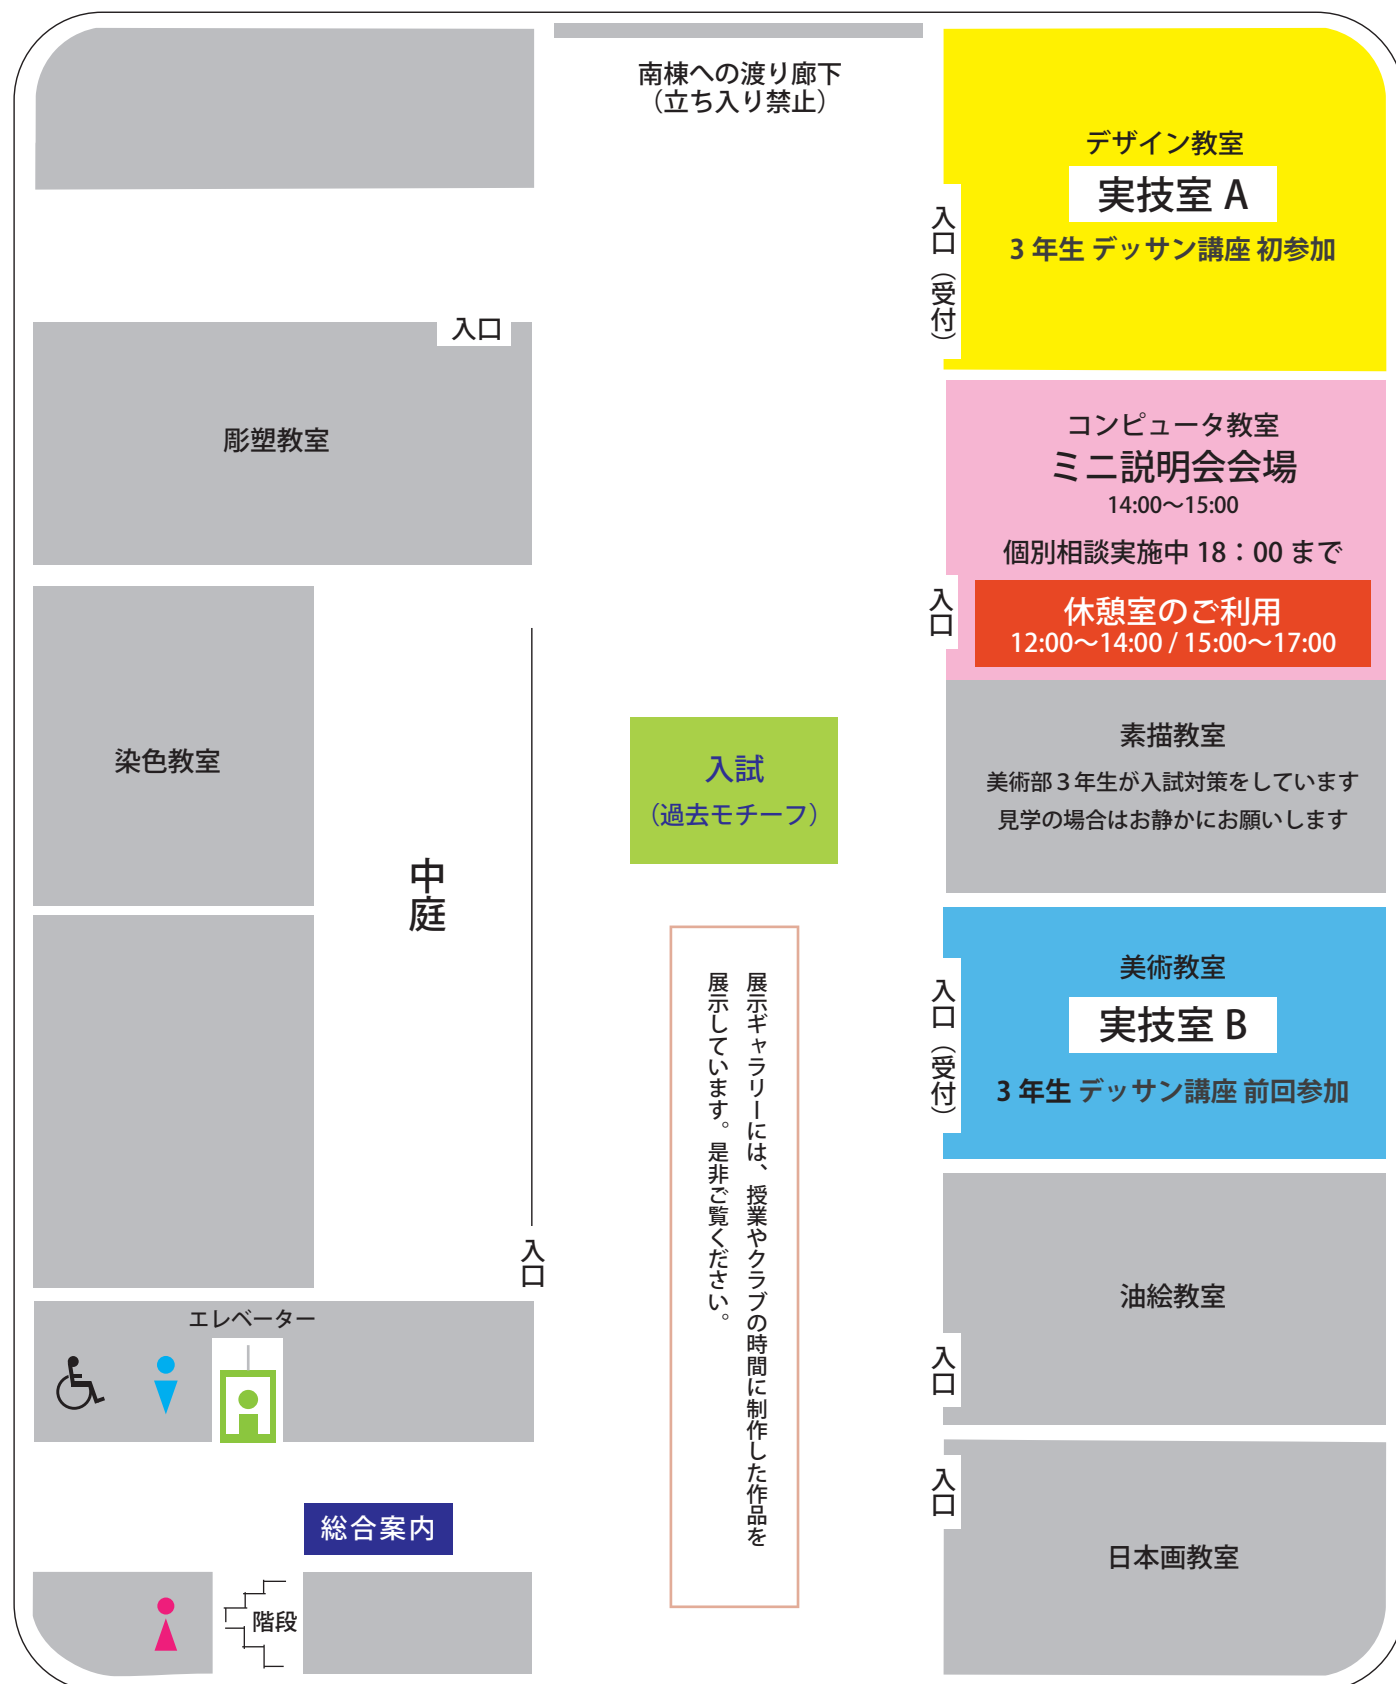 南棟への渡り廊下
（立ち入り禁止）
デザイン教室
実技室 A
3 年生 デッサン講座 初参加
入口（受付）
入口
彫塑教室
コンピュータ教室
ミニ説明会会場
14:00～15:00
個別相談実施中 18：00 まで
休憩室のご利用
12:00～14:00 / 15:00～17:00
入口
染色教室
中庭
入試
（過去モチーフ）
素描教室
美術部 3 年生が入試対策をしています
見学の場合はお静かにお願いします
美術教室
実技室 B
3 年生 デッサン講座 前回参加
入口（受付）
展示ギャラリーには、授業やクラブの時間に制作した作品を
展示しています。是非ご覧ください。
入口
油絵教室
入口
エレベーター
総合案内
階段
入口
日本画教室